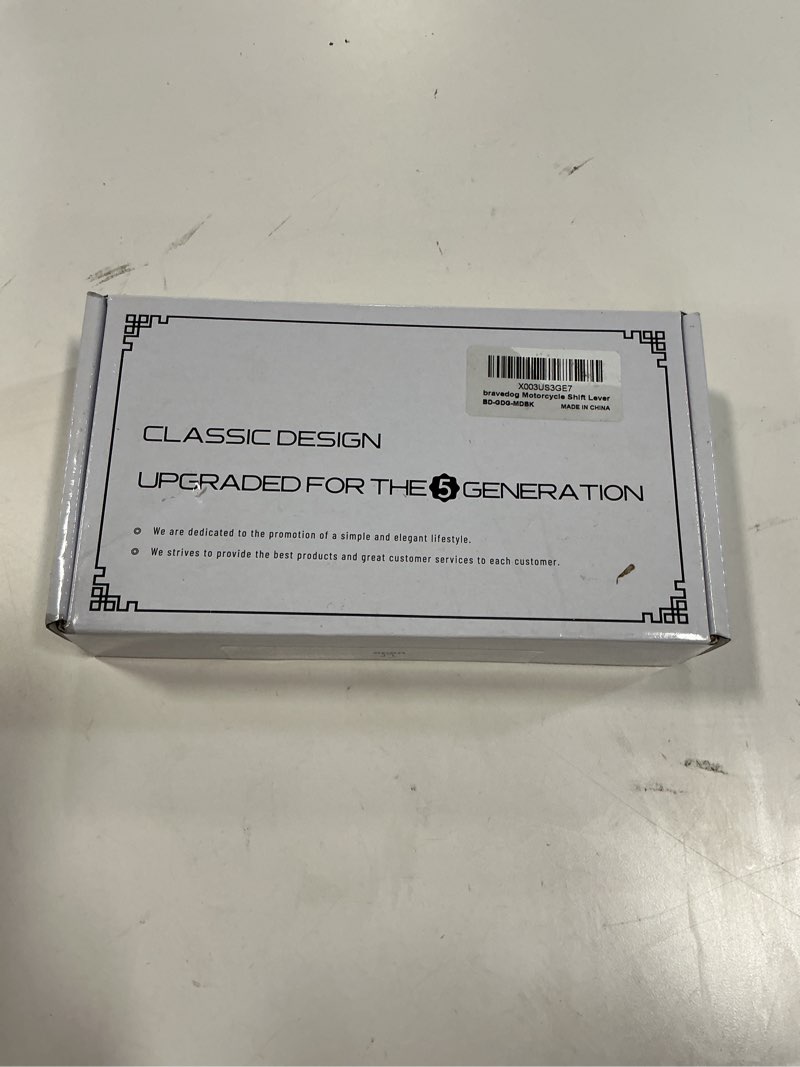 X003US3GE7
bravedog Motorcycle Shift Lever
BD-GDG-MDBK MADE IN CHINA
CLASSIC DESIGN
UPGRADED FOR THE 5 GENERATION
We are dedicated to the promotion of a simple and elegant lifestyle.
We strives to provide the best products and great customer services to each customer.